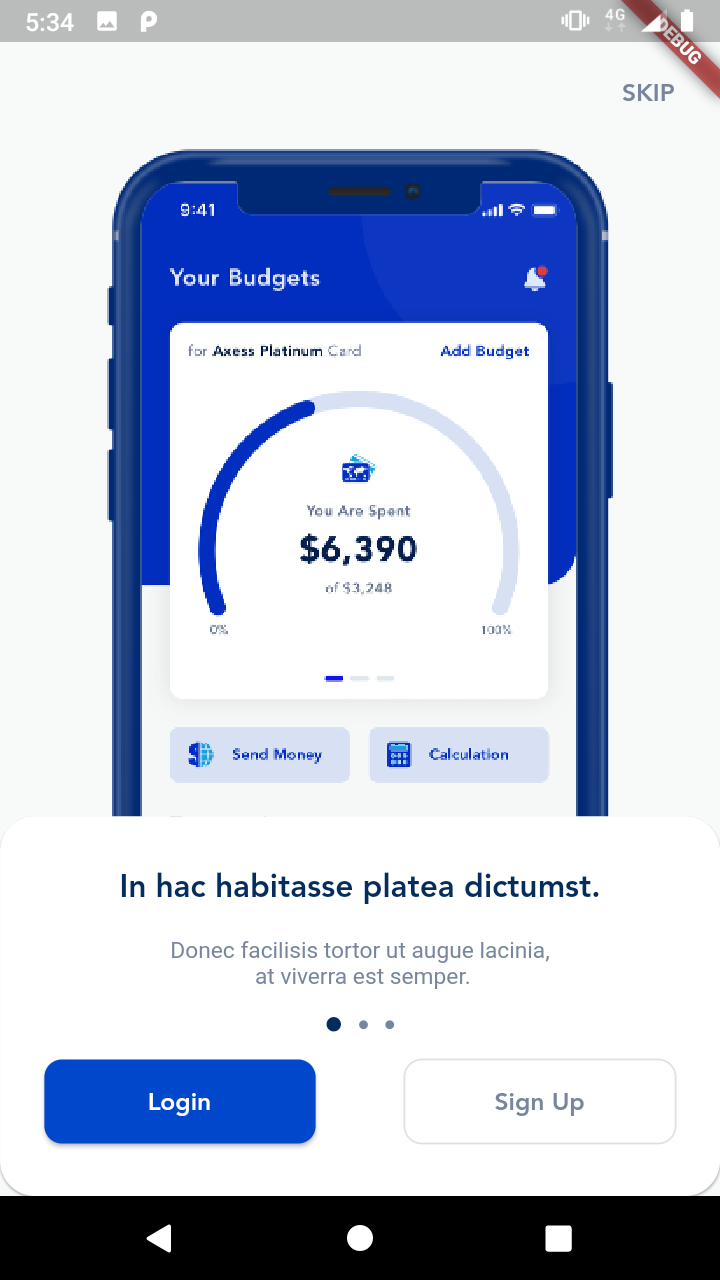 5:34
4G
DEBUG
SKIP
9:41
Your Budgets
for Axess Platinum Card
Add Budget
You Are Spent
$6,390
of $3,248
0%
100%
Send Money
Calculation
In hac habitasse platea dictumst.
Donec facilisis tortor ut augue lacinia,
at viverra est semper.
Login
Sign Up